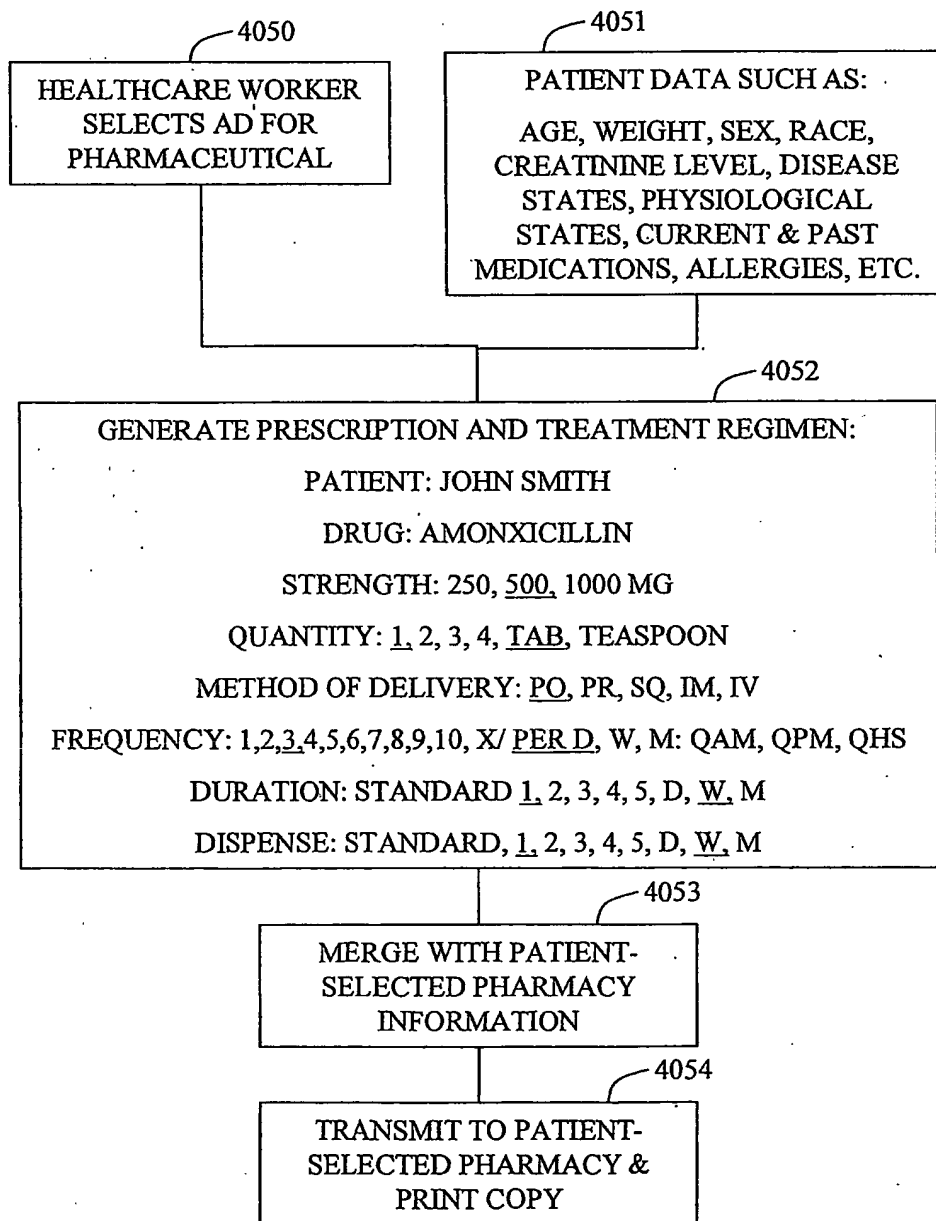 4050
HEALTHCARE WORKER
SELECTS AD FOR
PHARMACEUTICAL
4051
PATIENT DATA SUCH AS:
AGE, WEIGHT, SEX, RACE,
CREATININE LEVEL, DISEASE
STATES, PHYSIOLOGICAL
STATES, CURRENT & PAST
MEDICATIONS, ALLERGIES, ETC.
4052
GENERATE PRESCRIPTION AND TREATMENT REGIMEN:
PATIENT: JOHN SMITH
DRUG: AMONXICILLIN
STRENGTH: 250, 500, 1000 MG
QUANTITY: 1, 2, 3, 4, TAB, TEASPOON
METHOD OF DELIVERY: PO, PR, SQ, IM, IV
FREQUENCY: 1,2,3,4,5,6,7,8,9,10, X/ PER D, W, M: QAM, QPM, QHS
DURATION: STANDARD 1, 2, 3, 4, 5, D, W, M
DISPENSE: STANDARD, 1, 2, 3, 4, 5, D, W, M
4053
MERGE WITH PATIENT-
SELECTED PHARMACY
INFORMATION
4054
TRANSMIT TO PATIENT-
SELECTED PHARMACY &
PRINT COPY